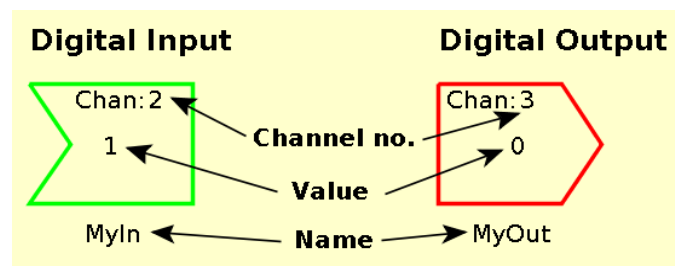 Digital Input Digital Output
Chan: 2 Chan: 3
Channel no.
1 0
Value
MyIn Name MyOut